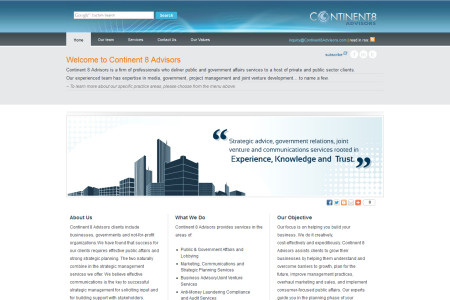 Google Custom Search
Search
CONTINENT8
ADVISORS
Home
Our team
Services
Contact Us
Our Values
read to me
subscribe
Welcome to Continent 8 Advisors
Continent 8 Advisors is a firm of professionals who deliver public and government affairs services to a host of private and public sector clients.
Our experienced team has expertise in media, government, project management and joint venture development... to name a few.
- To learn more about our specific practice areas, please choose from the menu above.
Strategic advice, government relations, joint
venture and communications services rooted in
Experience, Knowledge and Trust.
0
About Us
Continent 8 Advisors clients include
businesses, governments and not-for-profit
organizations. We have found that success for
our clients requires effective public affairs and
strong strategic planning. The two naturally
combine in the strategic management
services we offer. We believe effective
communications is the key to successful
strategic management for soliciting input and
for building support with stakeholders.
What We Do
Continent 8 Advisors provides services in the
areas of
Public & Government Affairs and
Lobbying
Marketing, Communications and
Strategic Planning Services
Business Advisory/Joint Venture
Services
Anti-Money Laundering Compliance
and Audit Services
Our Objective
Our focus is on helping you build your
business. We do it creatively
cost effectively and expeditiously. Continent 8
Advisors assists clients to grow their
businesses by helping them understand and
overcome barriers to growth, plan for the
future, improve management practices,
overhaul marketing and sales, and implement
consumer-focused public affairs. Our experts
guide you in the planning phase of your